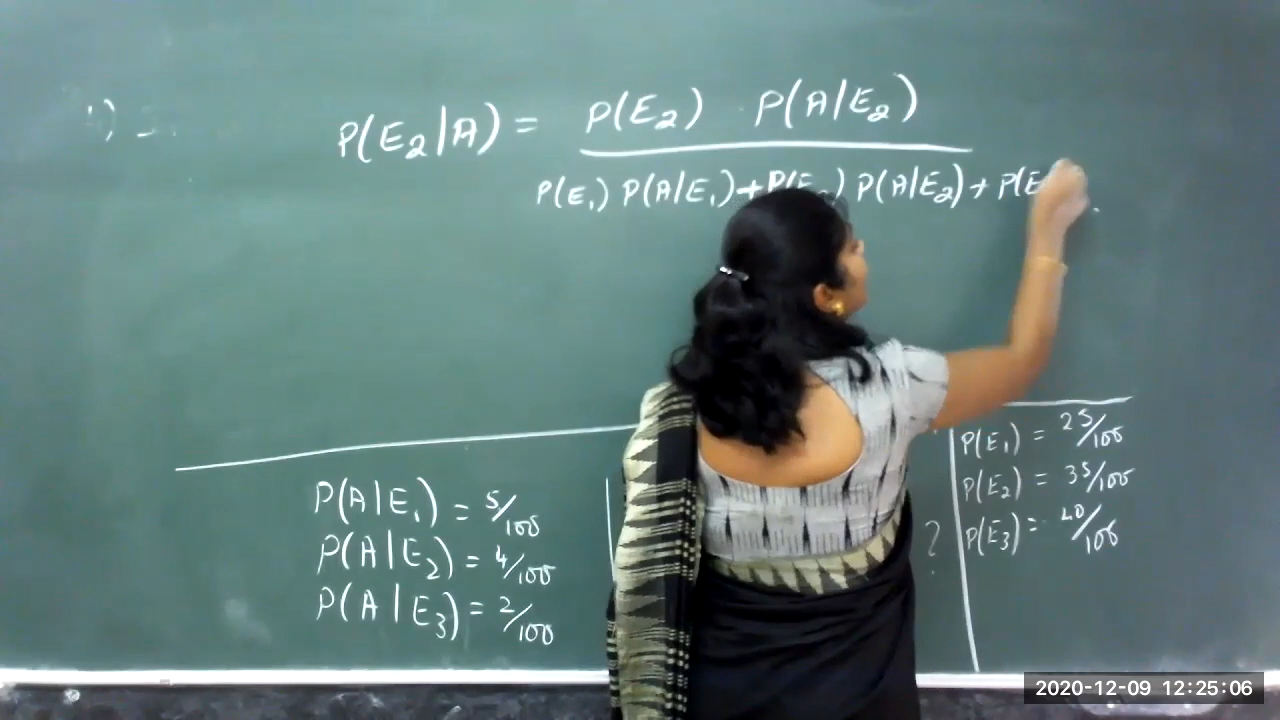 1)
P(E₂|A) = P(E₂) · P(A|E₂)
P(E₁) P(A|E₁) + P(E₂) P(A|E₂) + P(E
P(A|E₁) = 5/100
P(A|E₂) = 4/100
P(A|E₃) = 2/100
?
P(E₁) = 25/100
P(E₂) = 35/100
P(E₃) = 40/100
2020-12-09 12:25:06